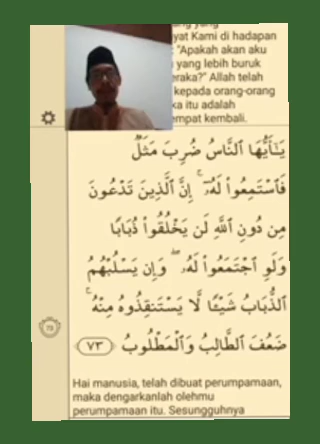 yat Kami di hadapan
"Apakah akan aku
yang lebih buruk
eraka?" Allah telah
kepada orang-orang
ka itu adalah
empat kembali.
يَـٰٓأَيُّهَا ٱلنَّاسُ ضُرِبَ مَثَلٌ
فَٱسْتَمِعُوا۟ لَهُۥٓ ۚ إِنَّ ٱلَّذِينَ تَدْعُونَ
مِن دُونِ ٱللَّهِ لَن يَخْلُقُوا۟ ذُبَابًا
وَلَوِ ٱجْتَمَعُوا۟ لَهُۥ ۖ وَإِن يَسْلُبْهُمُ
ٱلذُّبَابُ شَيْـًٔا لَّا يَسْتَنقِذُوهُ مِنْهُ ۚ
ضَعُفَ ٱلطَّالِبُ وَٱلْمَطْلُوبُ ٧٣
73
Hai manusia, telah dibuat perumpamaan,
maka dengarkanlah olehmu
perumpamaan itu. Sesungguhnya